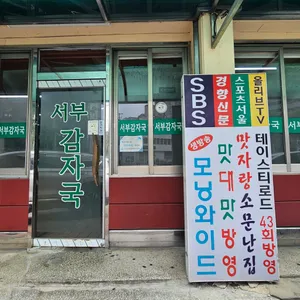 서부
감자국
서부감자국
서부감자국
서부감자국
SBS
생방송
모닝와이드
경향신문
맛대맛방영
스포츠서울
맛자랑소문난집
올리브TV
테이스티로드
43회방영